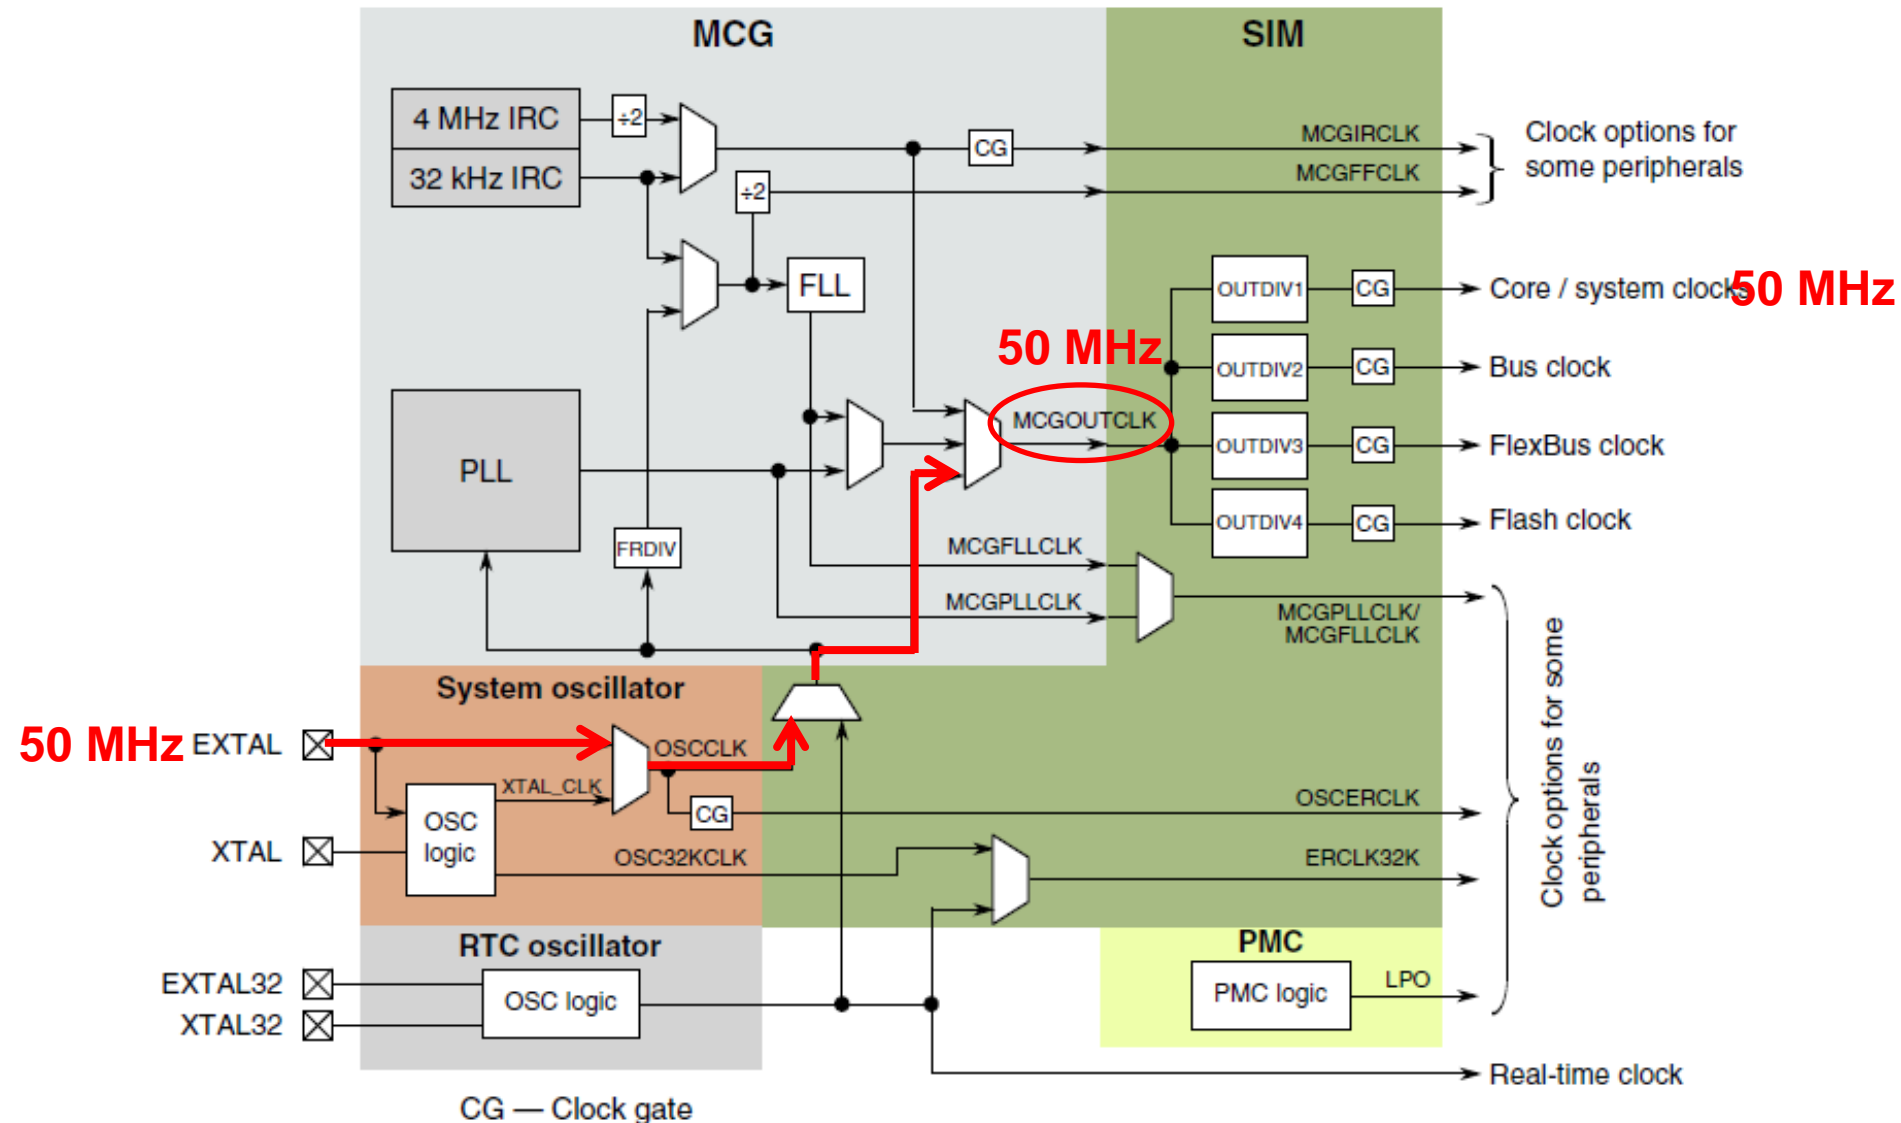 MCG
SIM
4 MHz IRC
÷2
32 kHz IRC
÷2
CG
MCGIRCLK
MCGFFCLK
Clock options for
some peripherals
FLL
OUTDIV1
CG
Core / system clocks
50 MHz
50 MHz
OUTDIV2
CG
Bus clock
MCGOUTCLK
OUTDIV3
CG
FlexBus clock
PLL
OUTDIV4
CG
Flash clock
FRDIV
MCGFLLCLK
MCGPLLCLK
MCGPLLCLK/
MCGFLLCLK
System oscillator
50 MHz
EXTAL
OSCCLK
XTAL_CLK
OSC
logic
CG
OSCERCLK
XTAL
OSC32KCLK
ERCLK32K
Clock options for some
peripherals
RTC oscillator
PMC
EXTAL32
XTAL32
OSC logic
PMC logic
LPO
Real-time clock
CG — Clock gate